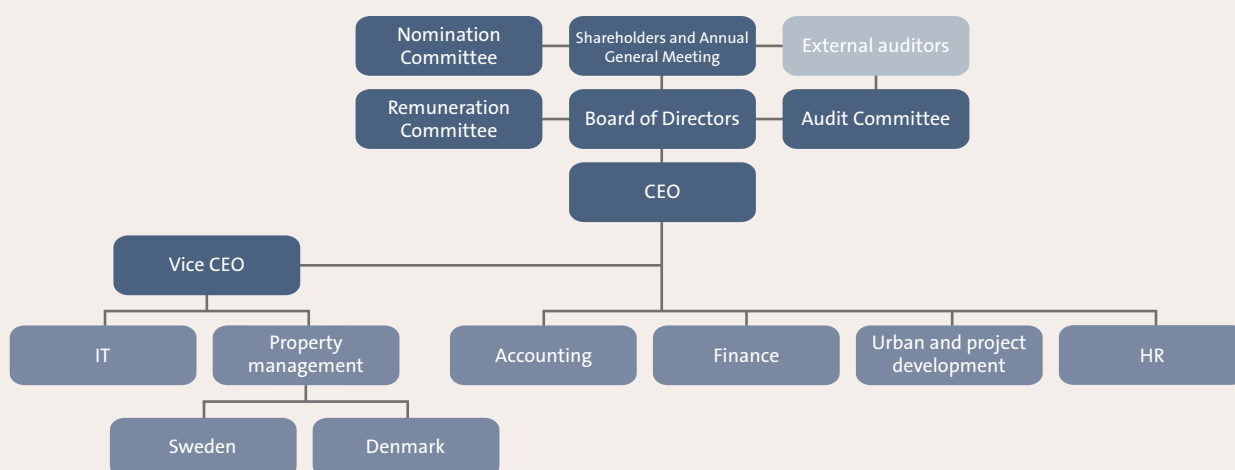 Nomination
Committee
Shareholders and Annual
General Meeting
External auditors
Remuneration
Committee
Board of Directors
Audit Committee
CEO
Vice CEO
IT
Property
management
Accounting
Finance
Urban and project
development
HR
Sweden
Denmark